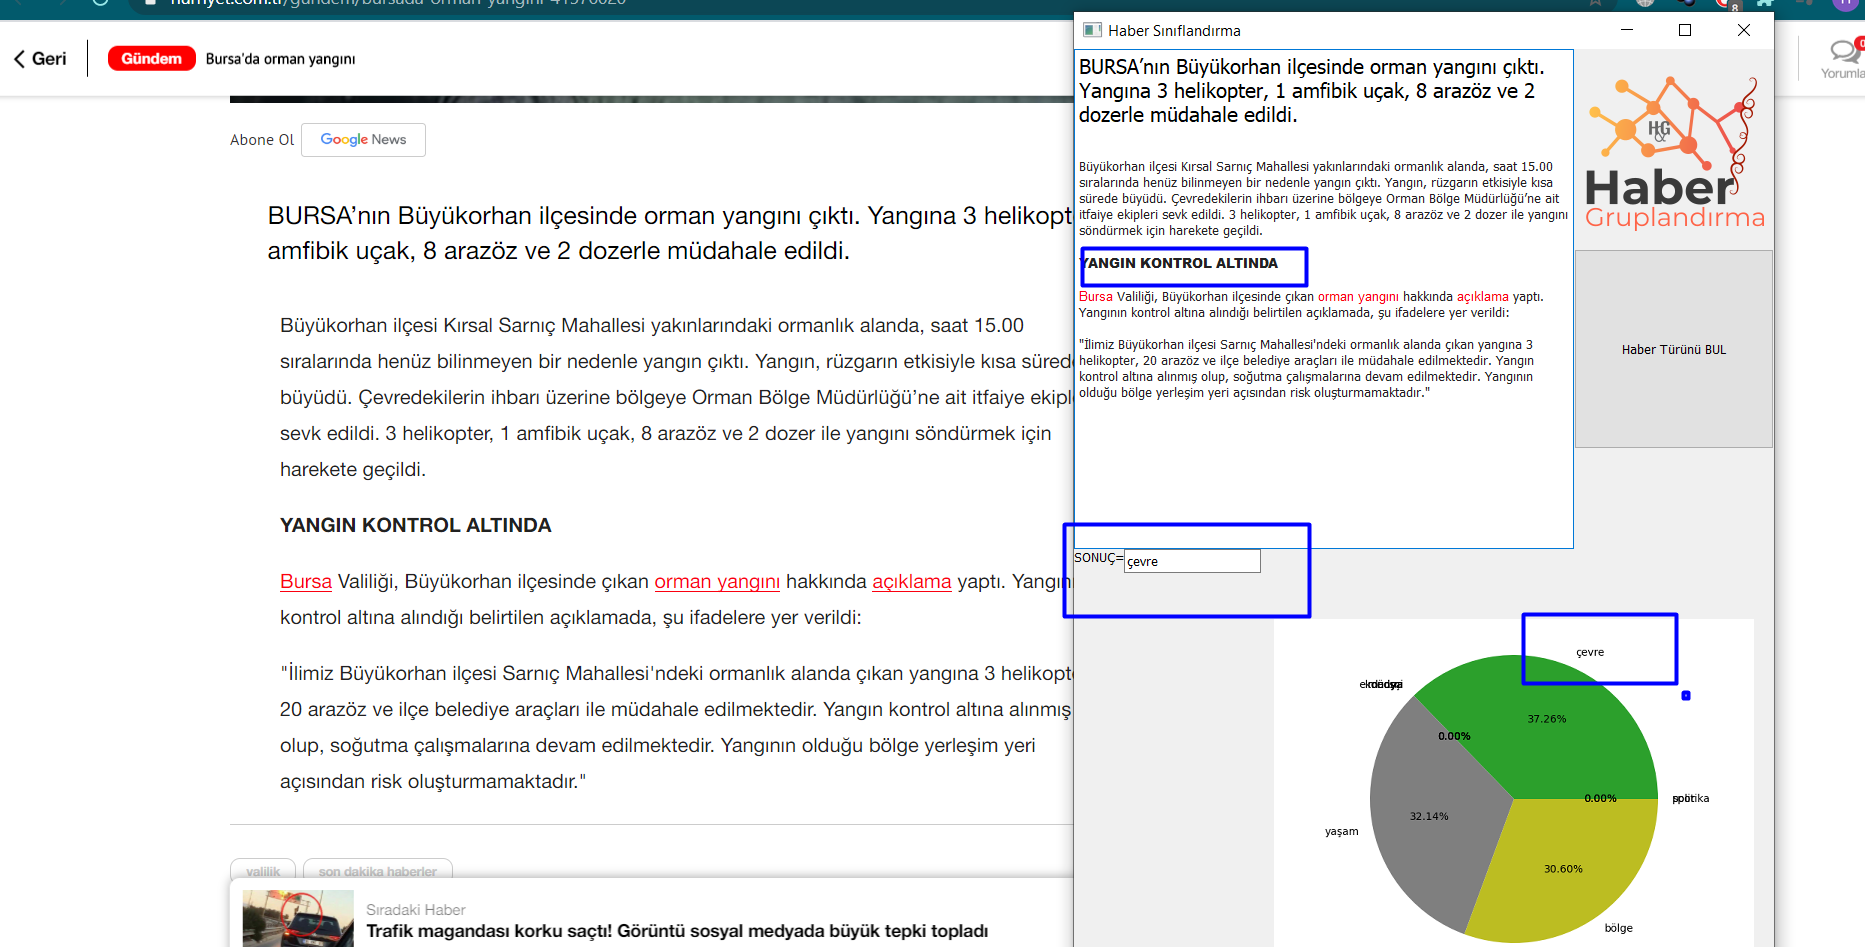 hurriyet.com.tr/gundem/bursada-orman-yangini-41976020
Geri
Gündem
Bursa'da orman yangını
Yorumla
Abone Ol
Google News
BURSA’nın Büyükorhan ilçesinde orman yangını çıktı. Yangına 3 helikopt
amfibik uçak, 8 arazöz ve 2 dozerle müdahale edildi.
Büyükorhan ilçesi Kırsal Sarnıç Mahallesi yakınlarındaki ormanlık alanda, saat 15.00
sıralarında henüz bilinmeyen bir nedenle yangın çıktı. Yangın, rüzgarın etkisiyle kısa sürede
büyüdü. Çevredekilerin ihbarı üzerine bölgeye Orman Bölge Müdürlüğü’ne ait itfaiye ekiple
sevk edildi. 3 helikopter, 1 amfibik uçak, 8 arazöz ve 2 dozer ile yangını söndürmek için
harekete geçildi.
YANGIN KONTROL ALTINDA
Bursa Valiliği, Büyükorhan ilçesinde çıkan orman yangını hakkında açıklama yaptı. Yangın
kontrol altına alındığı belirtilen açıklamada, şu ifadelere yer verildi:
"İlimiz Büyükorhan ilçesi Sarnıç Mahallesi'ndeki ormanlık alanda çıkan yangına 3 helikopte
20 arazöz ve ilçe belediye araçları ile müdahale edilmektedir. Yangın kontrol altına alınmış
olup, soğutma çalışmalarına devam edilmektedir. Yangının olduğu bölge yerleşim yeri
açısından risk oluşturmamaktadır."
valilik
son dakika haberler
Sıradaki Haber
Trafik magandası korku saçtı! Görüntü sosyal medyada büyük tepki topladı
Haber Sınıflandırma
BURSA’nın Büyükorhan ilçesinde orman yangını çıktı.
Yangına 3 helikopter, 1 amfibik uçak, 8 arazöz ve 2
dozerle müdahale edildi.
Büyükorhan ilçesi Kırsal Sarnıç Mahallesi yakınlarındaki ormanlık alanda, saat 15.00
sıralarında henüz bilinmeyen bir nedenle yangın çıktı. Yangın, rüzgarın etkisiyle kısa
sürede büyüdü. Çevredekilerin ihbarı üzerine bölgeye Orman Bölge Müdürlüğü’ne ait
itfaiye ekipleri sevk edildi. 3 helikopter, 1 amfibik uçak, 8 arazöz ve 2 dozer ile yangını
söndürmek için harekete geçildi.
YANGIN KONTROL ALTINDA
Bursa Valiliği, Büyükorhan ilçesinde çıkan orman yangını hakkında açıklama yaptı.
Yangının kontrol altına alındığı belirtilen açıklamada, şu ifadelere yer verildi:
"İlimiz Büyükorhan ilçesi Sarnıç Mahallesi'ndeki ormanlık alanda çıkan yangına 3
helikopter, 20 arazöz ve ilçe belediye araçları ile müdahale edilmektedir. Yangın
kontrol altına alınmış olup, soğutma çalışmalarına devam edilmektedir. Yangının
olduğu bölge yerleşim yeri açısından risk oluşturmamaktadır."
H&G
Haber
Gruplandırma
Haber Türünü BUL
SONUÇ=
çevre
çevre
37.26%
0.00%
0.00%
32.14%
yaşam
30.60%
bölge